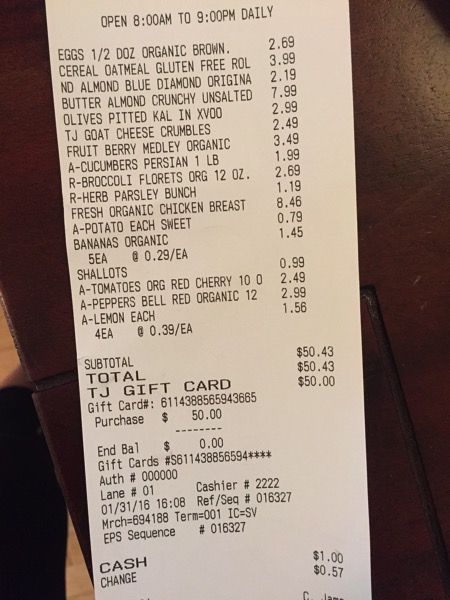 OPEN 8:00AM TO 9:00PM DAILY
EGGS 1/2 DOZ ORGANIC BROWN. 2.69
CEREAL OATMEAL GLUTEN FREE ROL 3.99
ND ALMOND BLUE DIAMOND ORIGINA 2.19
BUTTER ALMOND CRUNCHY UNSALTED 7.99
OLIVES PITTED KAL IN XVOO 2.99
TJ GOAT CHEESE CRUMBLES 2.49
FRUIT BERRY MEDLEY ORGANIC 3.49
A-CUCUMBERS PERSIAN 1 LB 1.99
R-BROCCOLI FLORETS ORG 12 OZ. 2.69
R-HERB PARSLEY BUNCH 1.19
FRESH ORGANIC CHICKEN BREAST 8.46
A-POTATO EACH SWEET 0.79
BANANAS ORGANIC 1.45
5EA @ 0.29/EA
SHALLOTS 0.99
A-TOMATOES ORG RED CHERRY 10 O 2.49
A-PEPPERS BELL RED ORGANIC 12 2.99
A-LEMON EACH 1.56
4EA @ 0.39/EA
SUBTOTAL $50.43
TOTAL $50.43
TJ GIFT CARD $50.00
Gift Card#: 6114388565943665
Purchase $ 50.00
--------
End Bal $ 0.00
Gift Cards #S611438856594****
Auth # 000000
Lane # 01 Cashier # 2222
01/31/16 16:08 Ref/Seq # 016327
Mrch=694188 Term=001 IC=SV
EPS Sequence # 016327
CASH $1.00
CHANGE $0.57